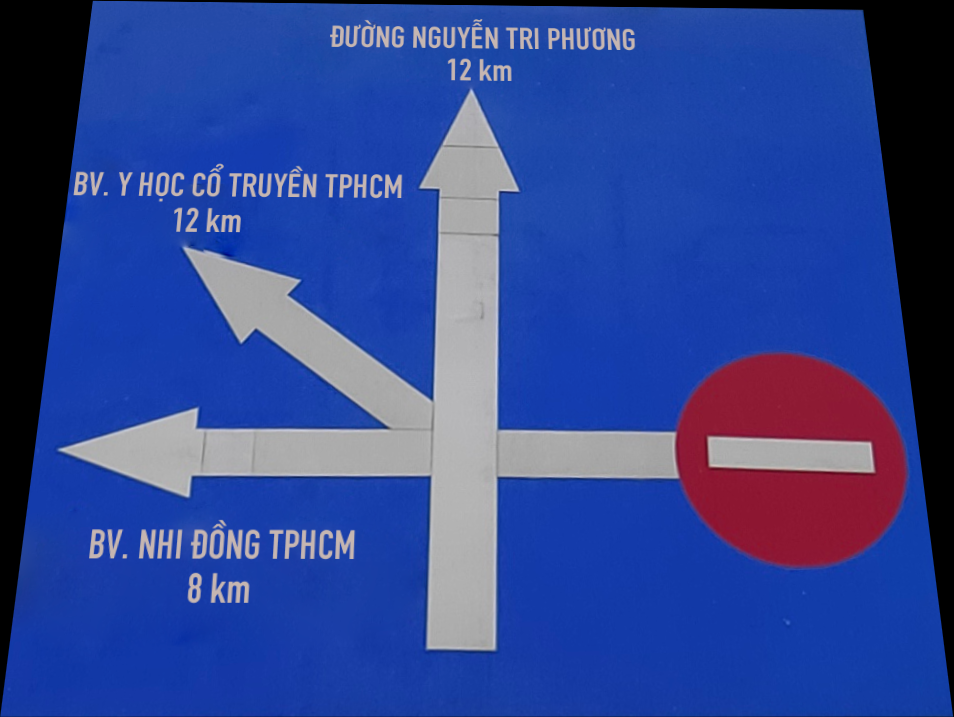 ĐƯỜNG NGUYỄN TRI PHƯƠNG
12 km
BV. Y HỌC CỔ TRUYỀN TPHCM
12 km
BV. NHI ĐỒNG TPHCM
8 km